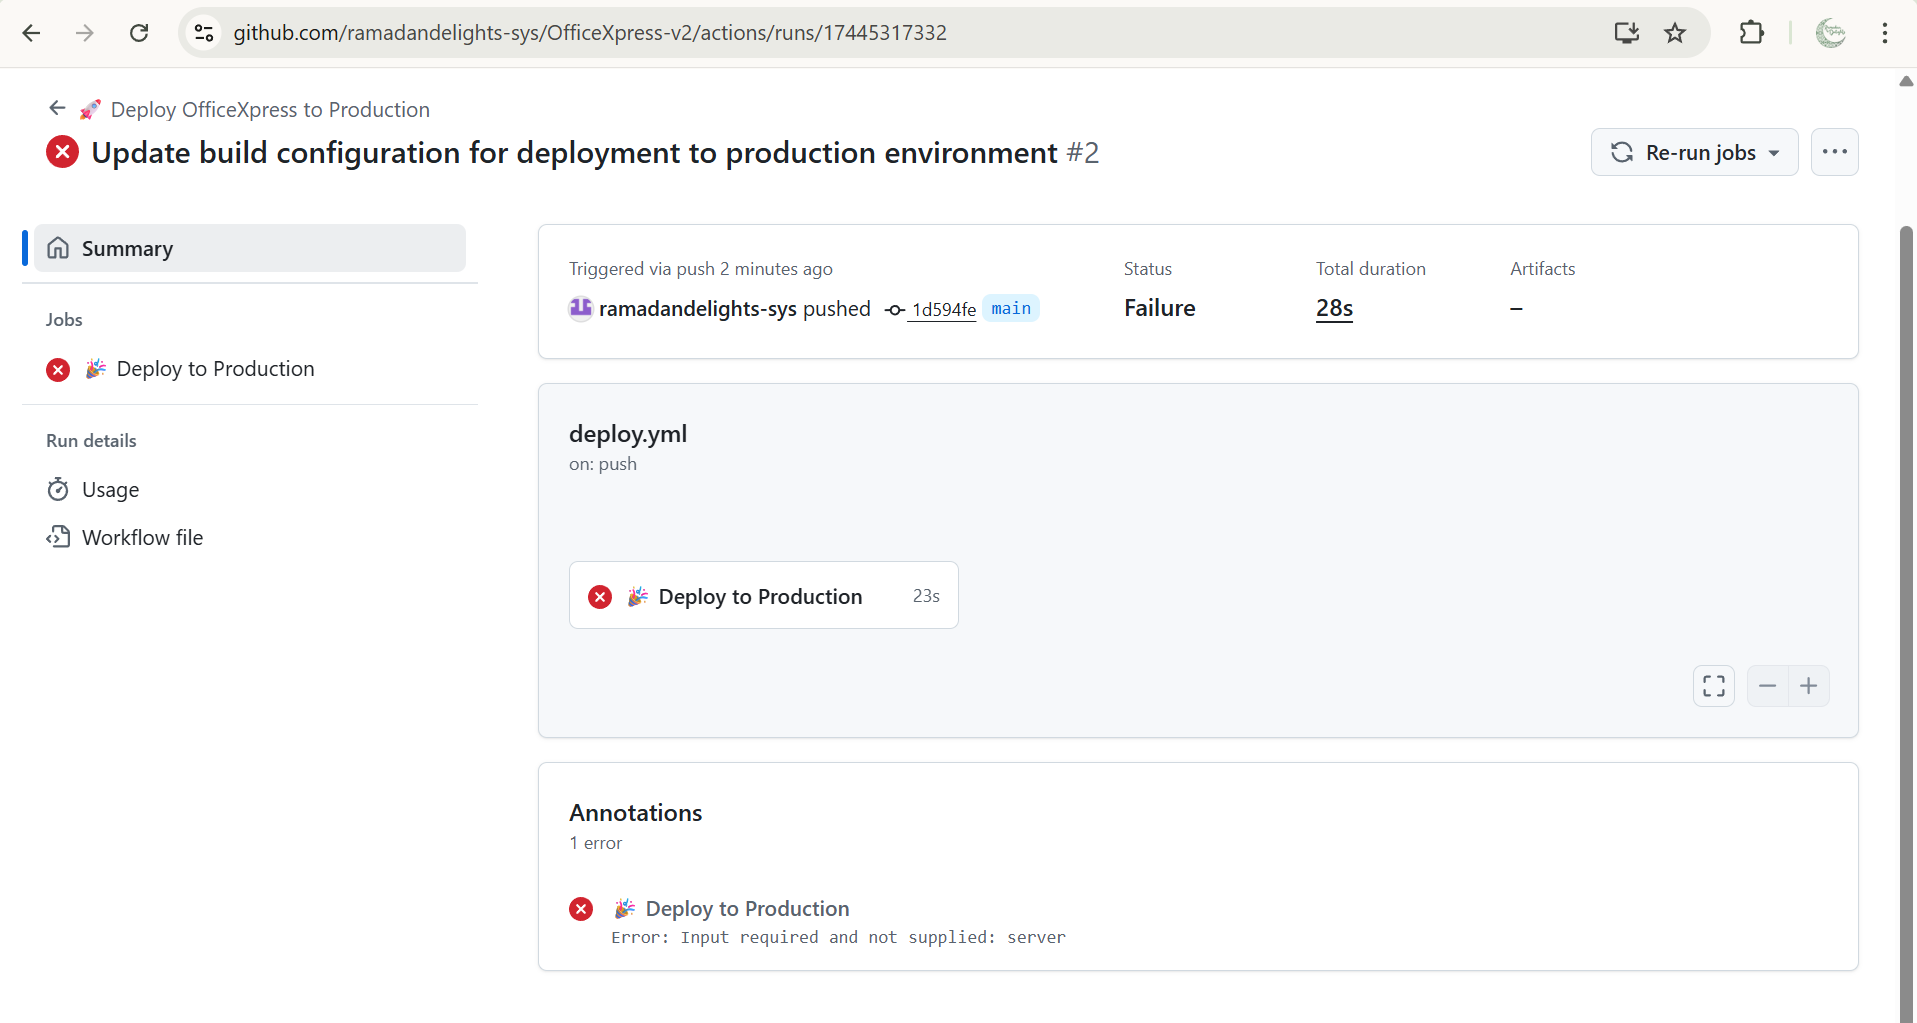 github.com/ramadandelights-sys/OfficeXpress-v2/actions/runs/17445317332
🚀 Deploy OfficeXpress to Production
Update build configuration for deployment to production environment #2
Re-run jobs
Summary
Jobs
🎉 Deploy to Production
Run details
Usage
Workflow file
Triggered via push 2 minutes ago
ramadandelights-sys pushed 1d594fe main
Status
Failure
Total duration
28s
Artifacts
–
deploy.yml
on: push
🎉 Deploy to Production 23s
Annotations
1 error
🎉 Deploy to Production
Error: Input required and not supplied: server